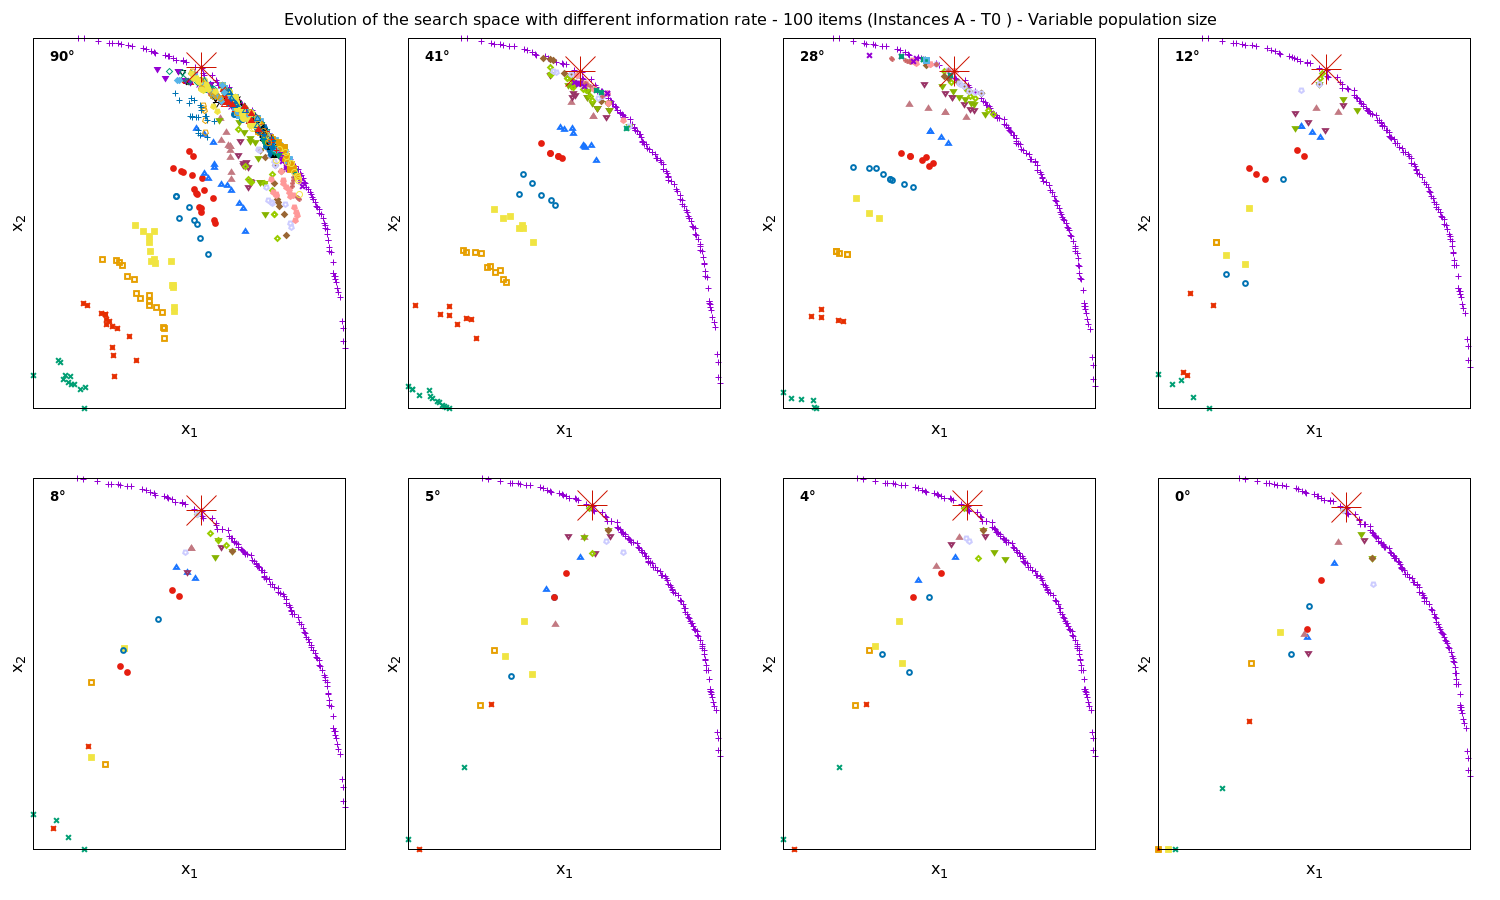 Evolution of the search space with different information rate - 100 items (Instances A - T0 ) - Variable population size
90°
41°
28°
12°
x2
x2
x2
x2
x1
x1
x1
x1
8°
5°
4°
0°
x2
x2
x2
x2
x1
x1
x1
x1